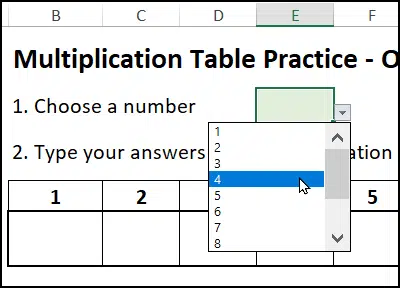 B C D E F
Multiplication Table Practice - O
1. Choose a number
1
2
3
4
5
6
7
8
2. Type your answers ation
1 2 5